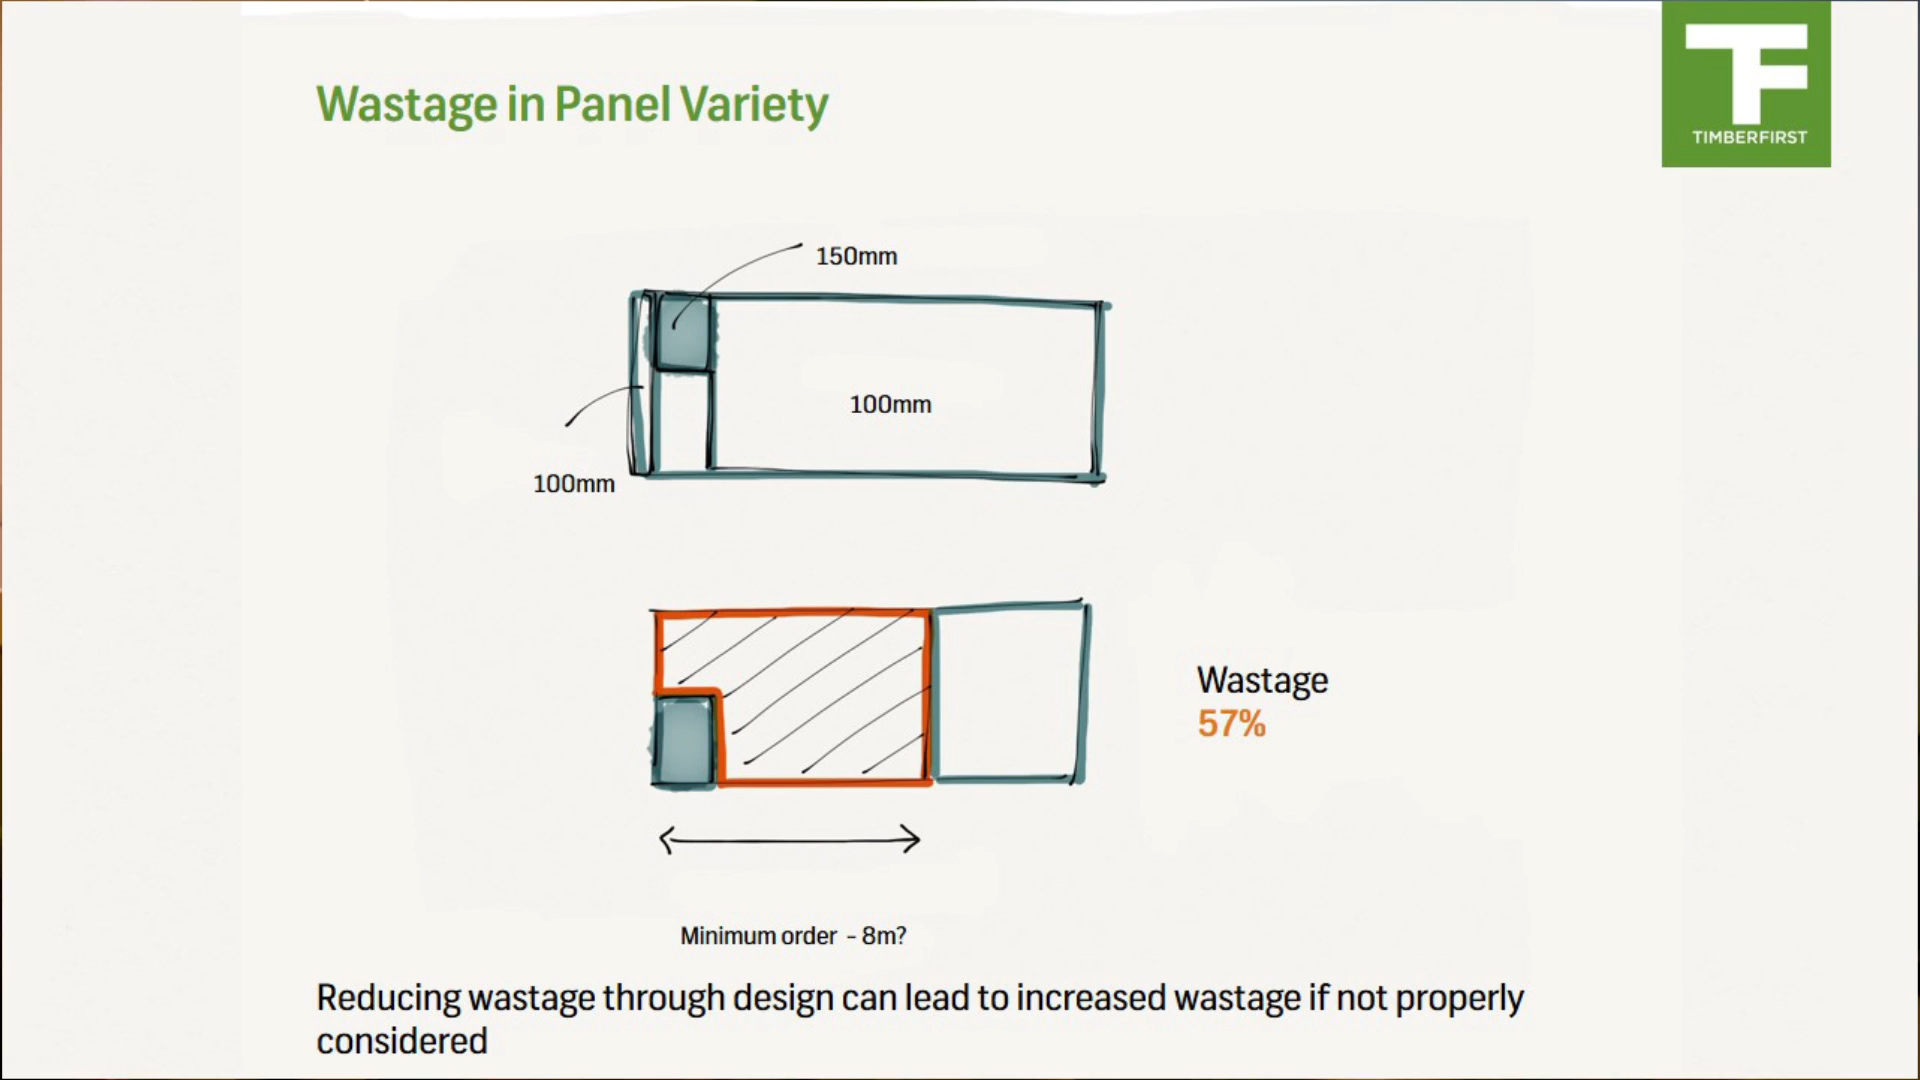 Wastage in Panel Variety
TF
TIMBERFIRST
150mm
100mm
100mm
Wastage
57%
Minimum order - 8m?
Reducing wastage through design can lead to increased wastage if not properly
considered